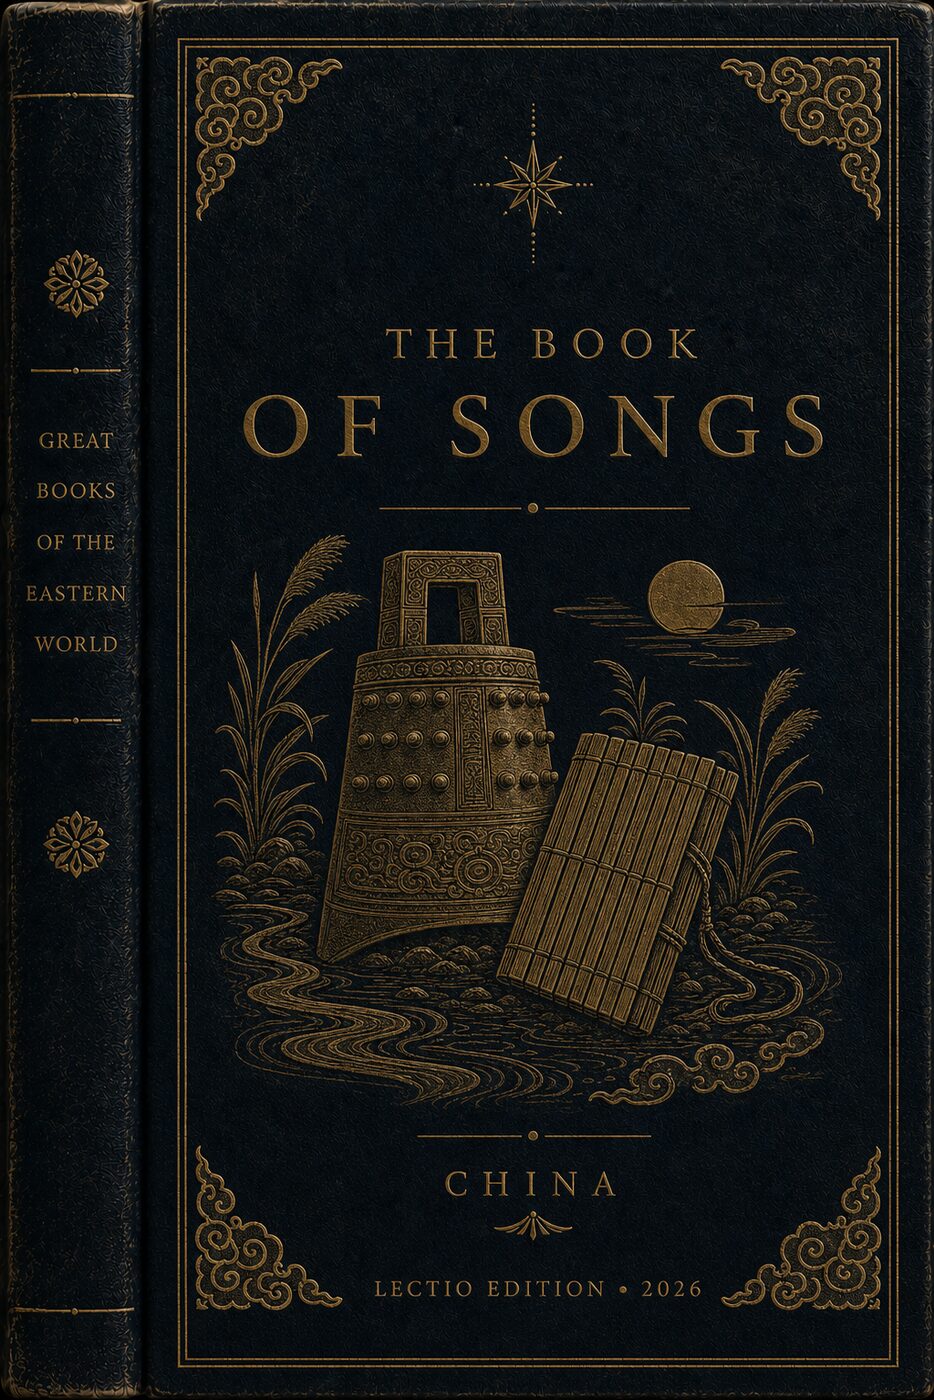 GREAT
BOOKS
OF THE
EASTERN
WORLD
THE BOOK
OF SONGS
CHINA
LECTIO EDITION • 2026